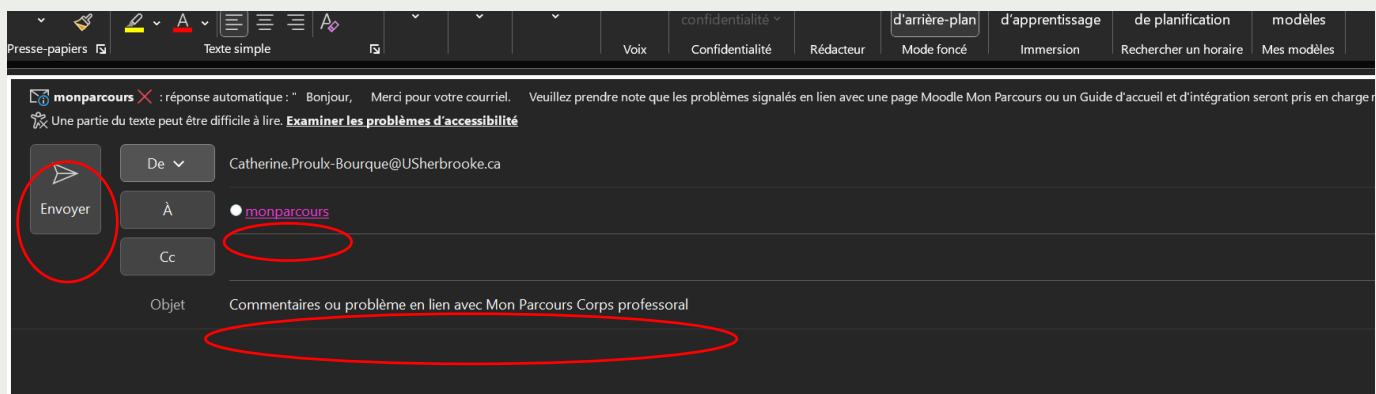 confidentialité d'arrière-plan d'apprentissage de planification modèles
Presse-papiers Texte simple Voix Confidentialité Rédacteur Mode foncé Immersion Rechercher un horaire Mes modèles
monparcours : réponse automatique : " Bonjour, Merci pour votre courriel. Veuillez prendre note que les problèmes signalés en lien avec une page Moodle Mon Parcours ou un Guide d'accueil et d'intégration seront pris en charge
Une partie du texte peut être difficile à lire. Examiner les problèmes d'accessibilité
De Catherine.Proulx-Bourque@USherbrooke.ca
Envoyer À monparcours
Cc
Objet Commentaires ou problème en lien avec Mon Parcours Corps professoral